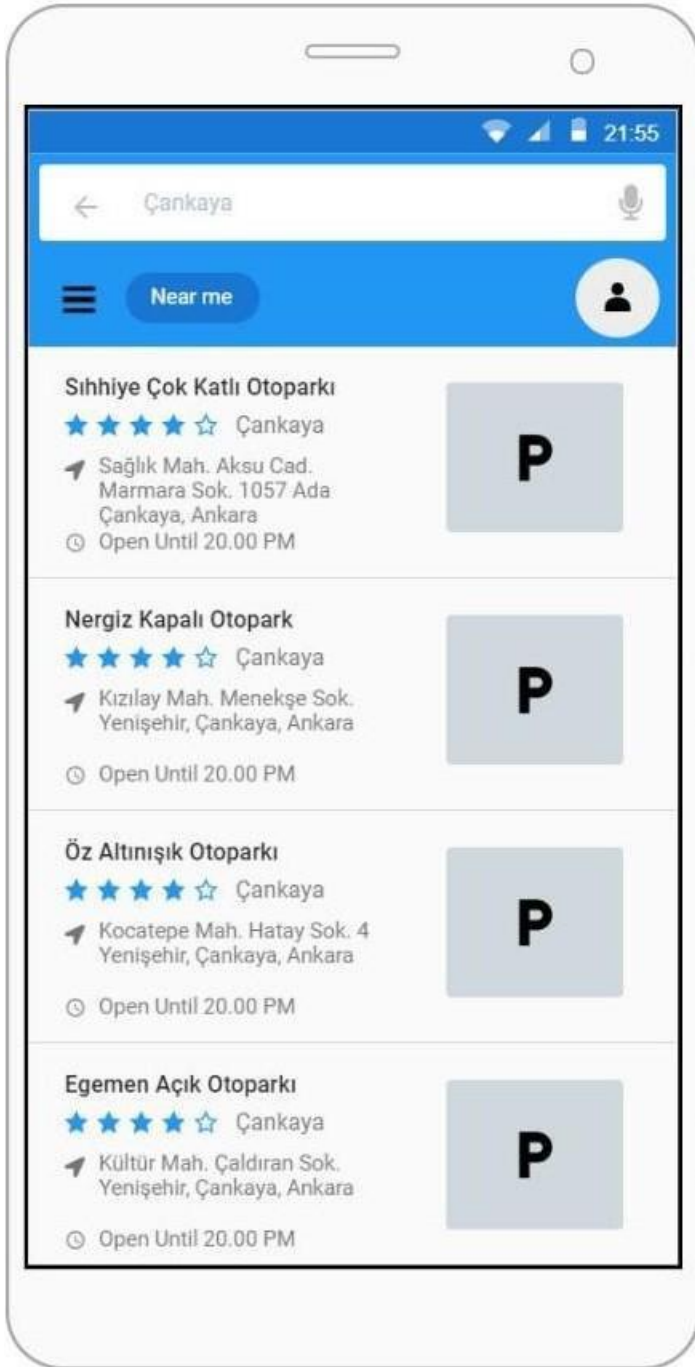 21:55
Çankaya
Near me
Sıhhiye Çok Katlı Otoparkı
Çankaya
Sağlık Mah. Aksu Cad.
Marmara Sok. 1057 Ada
Çankaya, Ankara
Open Until 20.00 PM
P
Nergiz Kapalı Otopark
Çankaya
Kızılay Mah. Menekşe Sok.
Yenişehir, Çankaya, Ankara
Open Until 20.00 PM
P
Öz Altınışık Otoparkı
Çankaya
Kocatepe Mah. Hatay Sok. 4
Yenişehir, Çankaya, Ankara
Open Until 20.00 PM
P
Egemen Açık Otoparkı
Çankaya
Kültür Mah. Çaldıran Sok.
Yenişehir, Çankaya, Ankara
Open Until 20.00 PM
P